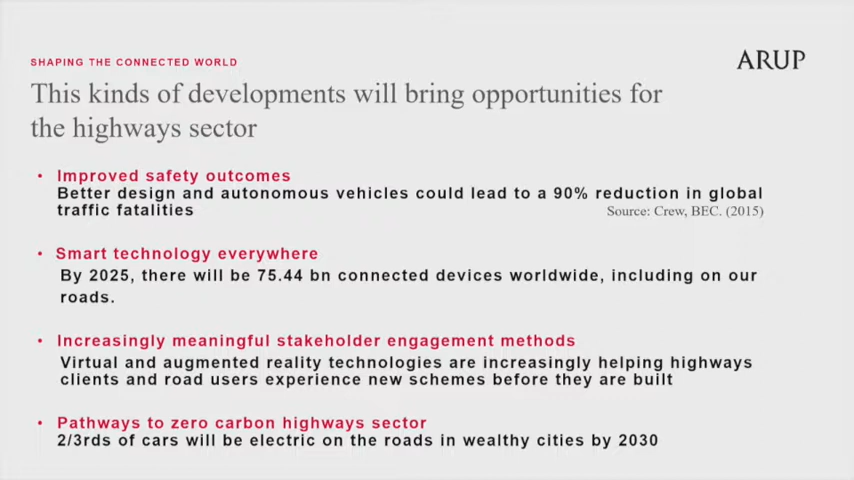 SHAPING THE CONNECTED WORLD
ARUP
This kinds of developments will bring opportunities for
the highways sector
• Improved safety outcomes
Better design and autonomous vehicles could lead to a 90% reduction in global
traffic fatalities
Source: Crew, BEC. (2015)
• Smart technology everywhere
By 2025, there will be 75.44 bn connected devices worldwide, including on our
roads.
• Increasingly meaningful stakeholder engagement methods
Virtual and augmented reality technologies are increasingly helping highways
clients and road users experience new schemes before they are built
• Pathways to zero carbon highways sector
2/3rds of cars will be electric on the roads in wealthy cities by 2030